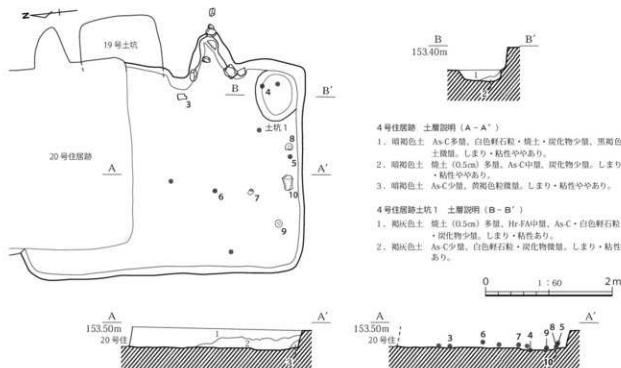 Z
19号土坑
20号住居跡
土坑1
A
A′
B
B′
3
4
8
5
10
6
7
9
B
B′
153.40m
1
4号住居跡 土層説明(A-A′)
1. 暗褐色土 As-C多量、白色軽石粒・焼土・炭化物少量、黒褐色
土微量。しまり・粘性ややあり。
2. 暗褐色土 焼土(0.5cm)多量、As-C中量、炭化物少量。しまり
・粘性ややあり。
3. 暗褐色土 As-C少量、黄褐色粒微量。しまり・粘性ややあり。
4号住居跡土坑1 土層説明(B-B′)
1. 褐灰色土 焼土(0.5cm)多量、Hr-FA中量、As-C・白色軽石粒
・炭化物少量。しまり・粘性あり。
2. 褐灰色土 As-C少量、白色軽石粒・炭化物微量。しまり・粘性
あり。
0 1:60 2m
A
A′
153.50m
20号住
1
2
A
A′
153.50m
20号住
3
6
7
4
9
8
5
10